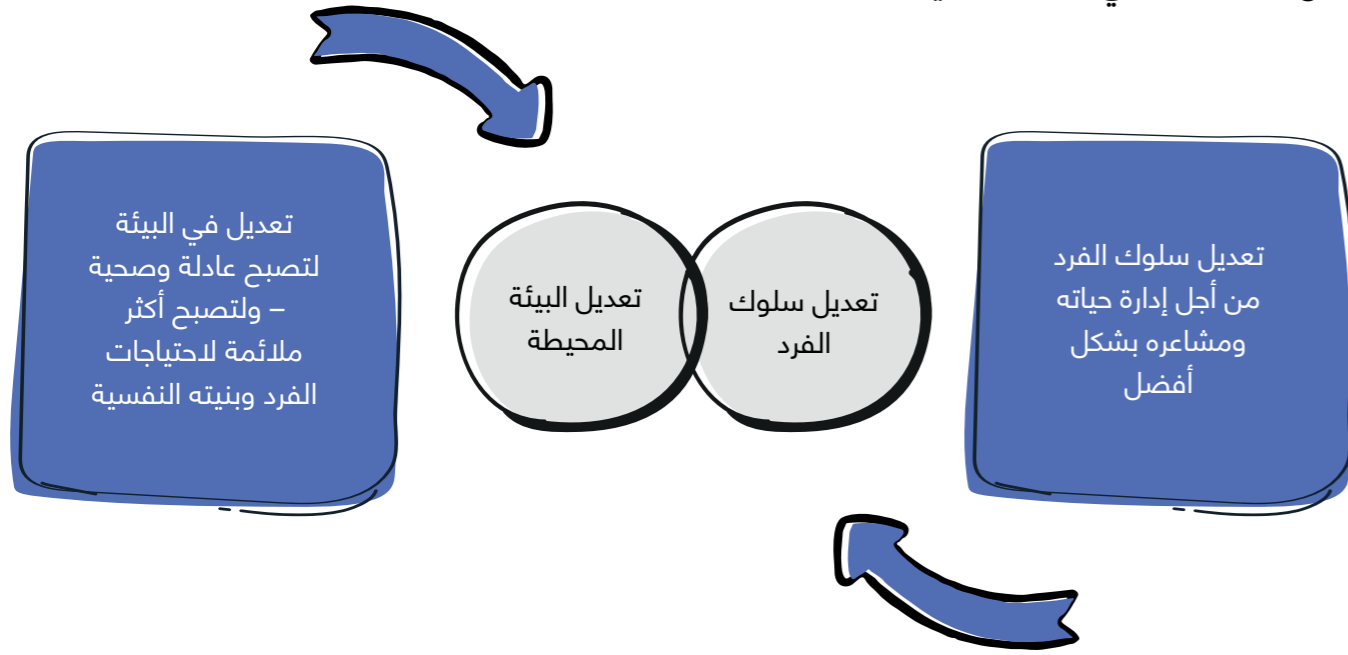 تعديل سلوك الفرد
من أجل إدارة حياته
ومشاعره بشكل
أفضل
تعديل سلوك
الفرد
تعديل البيئة
المحيطة
تعديل في البيئة
لتصبح عادلة وصحية
– ولتصبح أكثر
ملائمة لاحتياجات
الفرد وبنيته النفسية